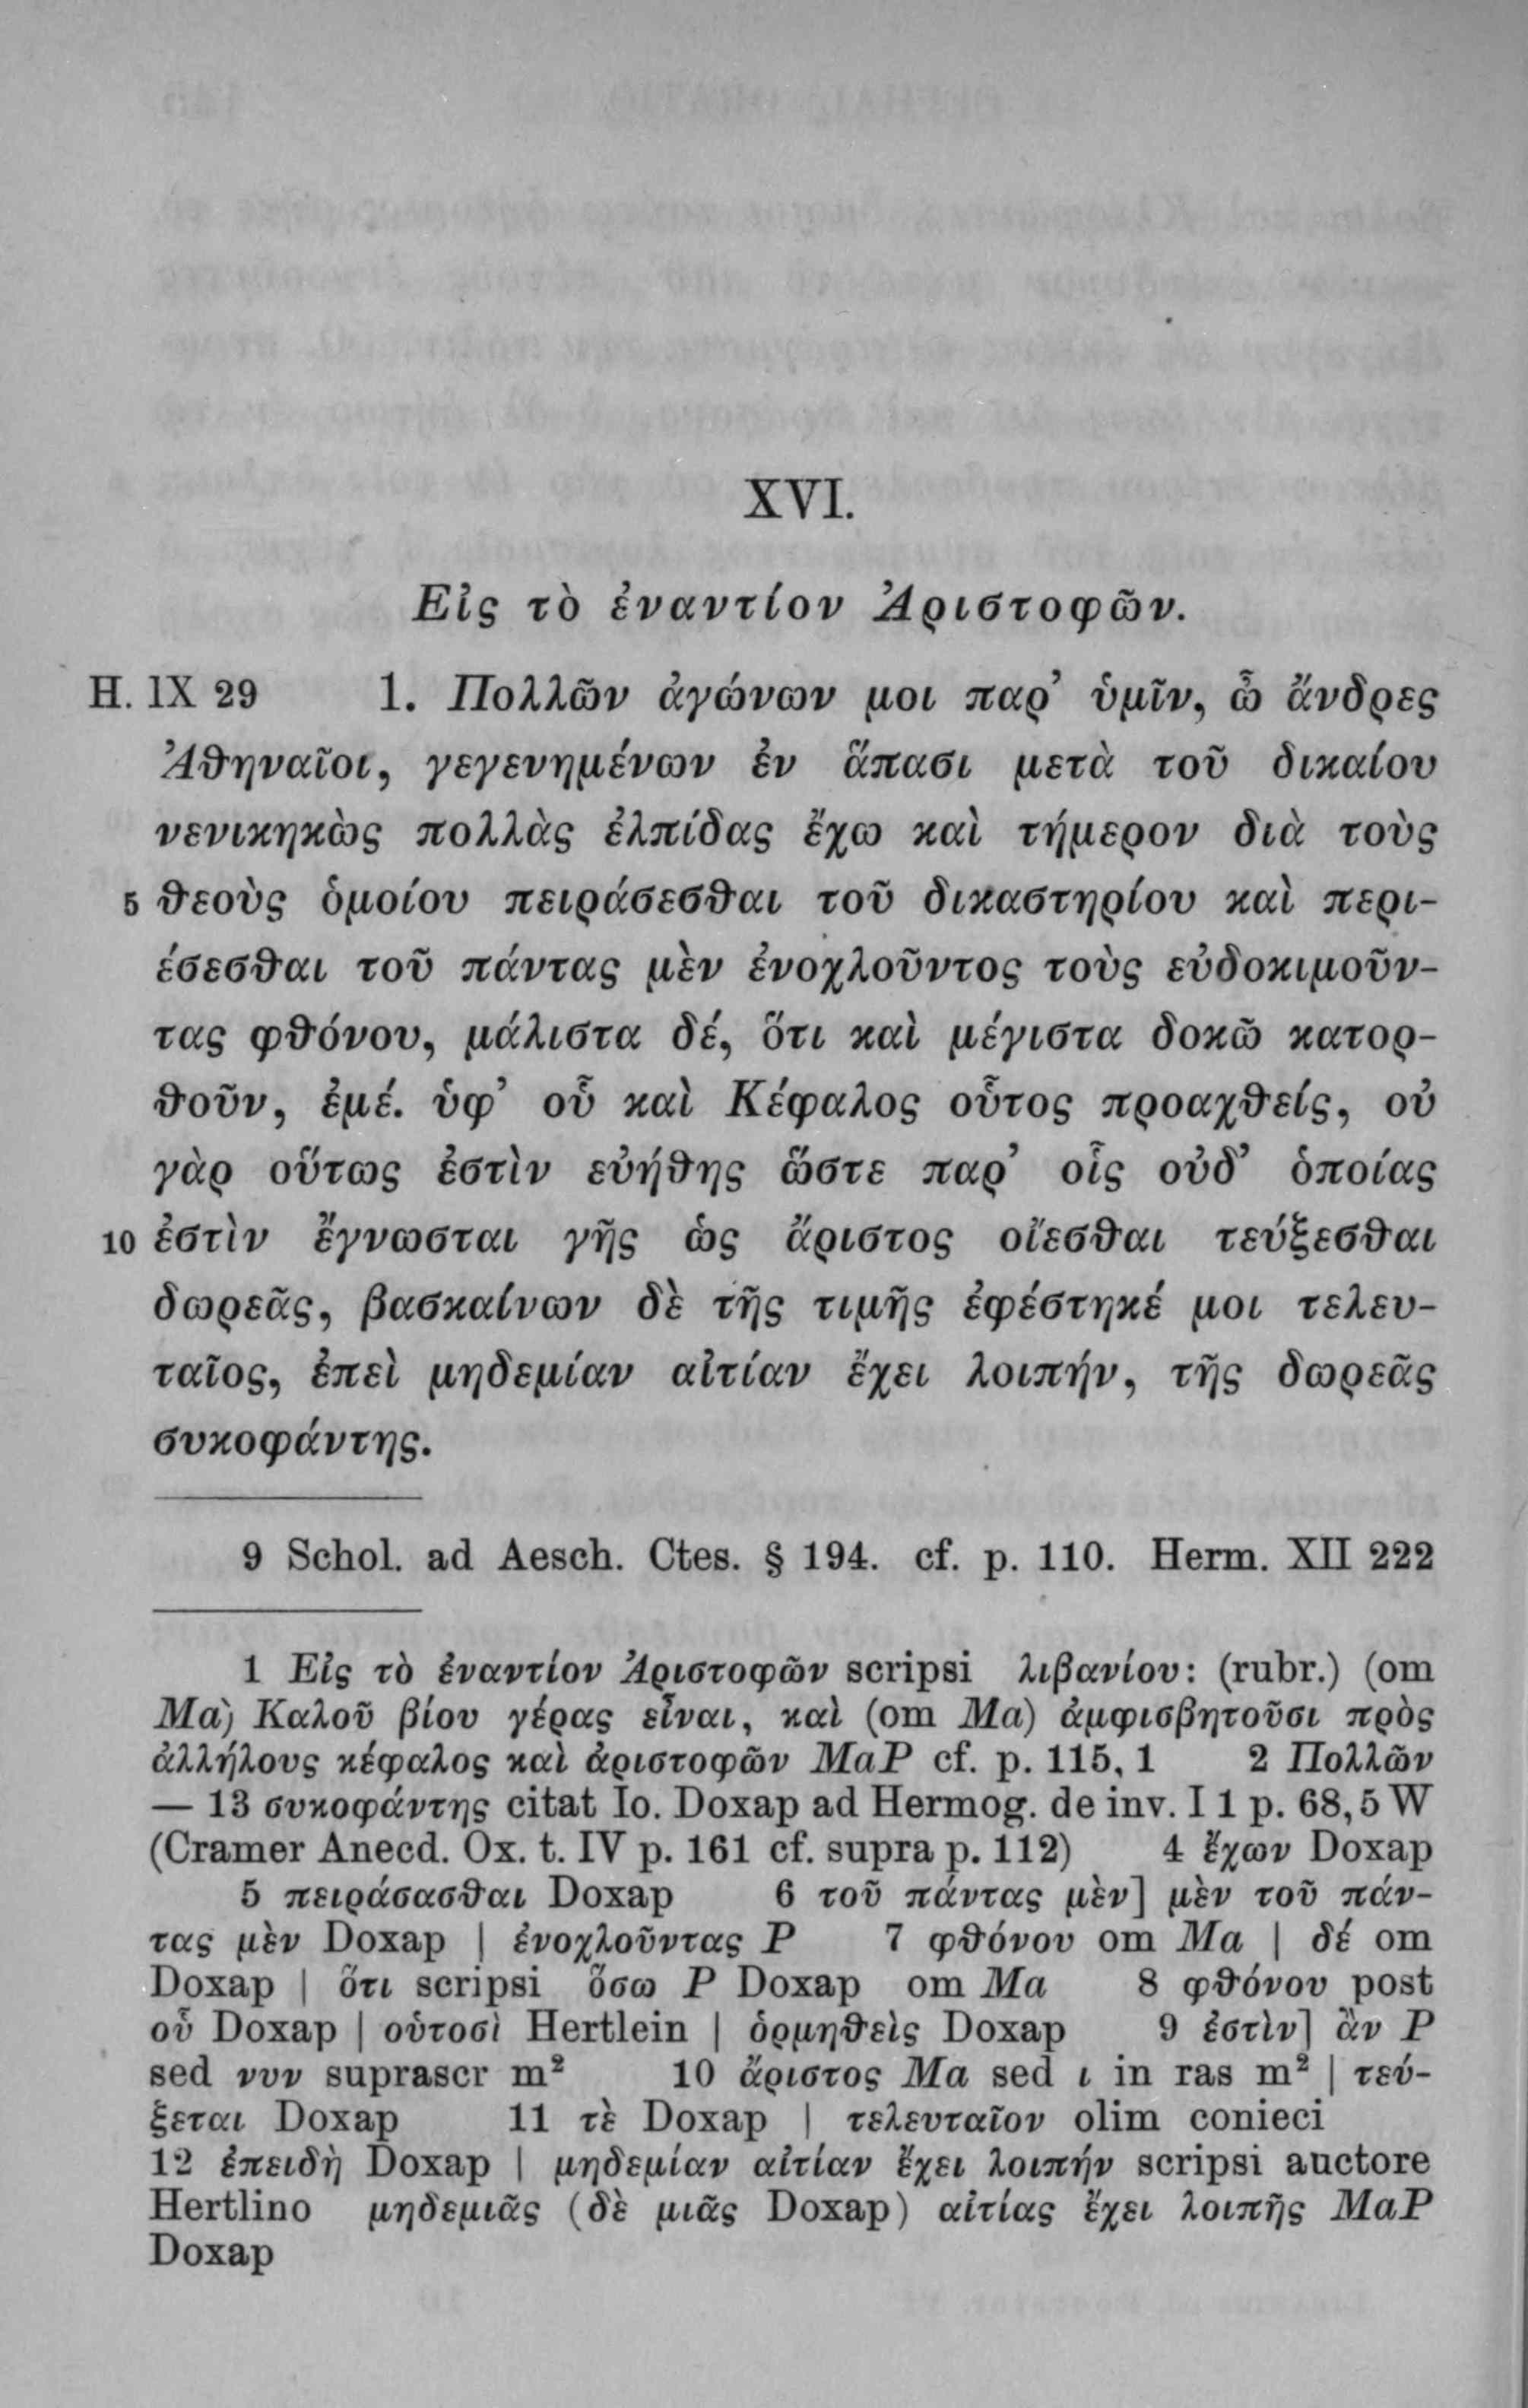 XVI.
Εἰς τὸ ἐναντίον Ἀριστοφῶν.
H. IX 29 1. Πολλῶν ἀγώνων μοι παρ’ ὑμῖν, ὦ ἄνδρες
Ἀθηναῖοι, γεγενημένων ἐν ἅπασι μετὰ τοῦ δικαίου
νενικηκὼς πολλὰς ἐλπίδας ἔχω καὶ τήμερον διὰ τοὺς
5 θεοὺς ὁμοίου πειράσεσθαι τοῦ δικαστηρίου καὶ περι-
έσεσθαι τοῦ πάντας μὲν ἐνοχλοῦντος τοὺς εὐδοκιμοῦν-
τας φθόνου, μάλιστα δέ, ὅτι καὶ μέγιστα δοκῶ κατορ-
θοῦν, ἐμέ. ὑφ’ οὗ καὶ Κέφαλος οὗτος προαχθείς, οὐ
γὰρ οὕτως ἐστὶν εὐήθης ὥστε παρ’ οἷς οὐδ’ ὁποίας
10 ἐστὶν ἔγνωσται γῆς ὡς ἄριστος οἴεσθαι τεύξεσθαι
δωρεᾶς, βασκαίνων δὲ τῆς τιμῆς ἐφέστηκέ μοι τελευ-
ταῖος, ἐπεὶ μηδεμίαν αἰτίαν ἔχει λοιπήν, τῆς δωρεᾶς
συκοφάντης.
9 Schol. ad Aesch. Ctes. § 194. cf. p. 110. Herm. XII 222
1 Εἰς τὸ ἐναντίον Ἀριστοφῶν scripsi λιβανίου: (rubr.) (om
Ma) Καλοῦ βίου γέρας εἶναι, καὶ (om Ma) ἀμφισβητοῦσι πρὸς
ἀλλήλους κέφαλος καὶ ἀριστοφῶν MaP cf. p. 115, 1 2 Πολλῶν
— 13 συκοφάντης citat Io. Doxap ad Hermog. de inv. I 1 p. 68, 5 W
(Cramer Anecd. Ox. t. IV p. 161 cf. supra p. 112) 4 ἔχων Doxap
5 πειράσασθαι Doxap 6 τοῦ πάντας μὲν] μὲν τοῦ πάν-
τας μὲν Doxap | ἐνοχλοῦντας P 7 φθόνου om Ma | δέ om
Doxap | ὅτι scripsi ὅσω P Doxap om Ma 8 φθόνου post
οὗ Doxap | οὑτοσὶ Hertlein | ὁρμηθεὶς Doxap 9 ἐστὶν] ἂν P
sed νυν suprascr m² 10 ἄριστος Ma sed ι in ras m² | τεύ-
ξεται Doxap 11 τὲ Doxap | τελευταῖον olim conieci
12 ἐπειδὴ Doxap | μηδεμίαν αἰτίαν ἔχει λοιπήν scripsi auctore
Hertlino μηδεμιᾶς (δὲ μιᾶς Doxap) αἰτίας ἔχει λοιπῆς MaP
Doxap